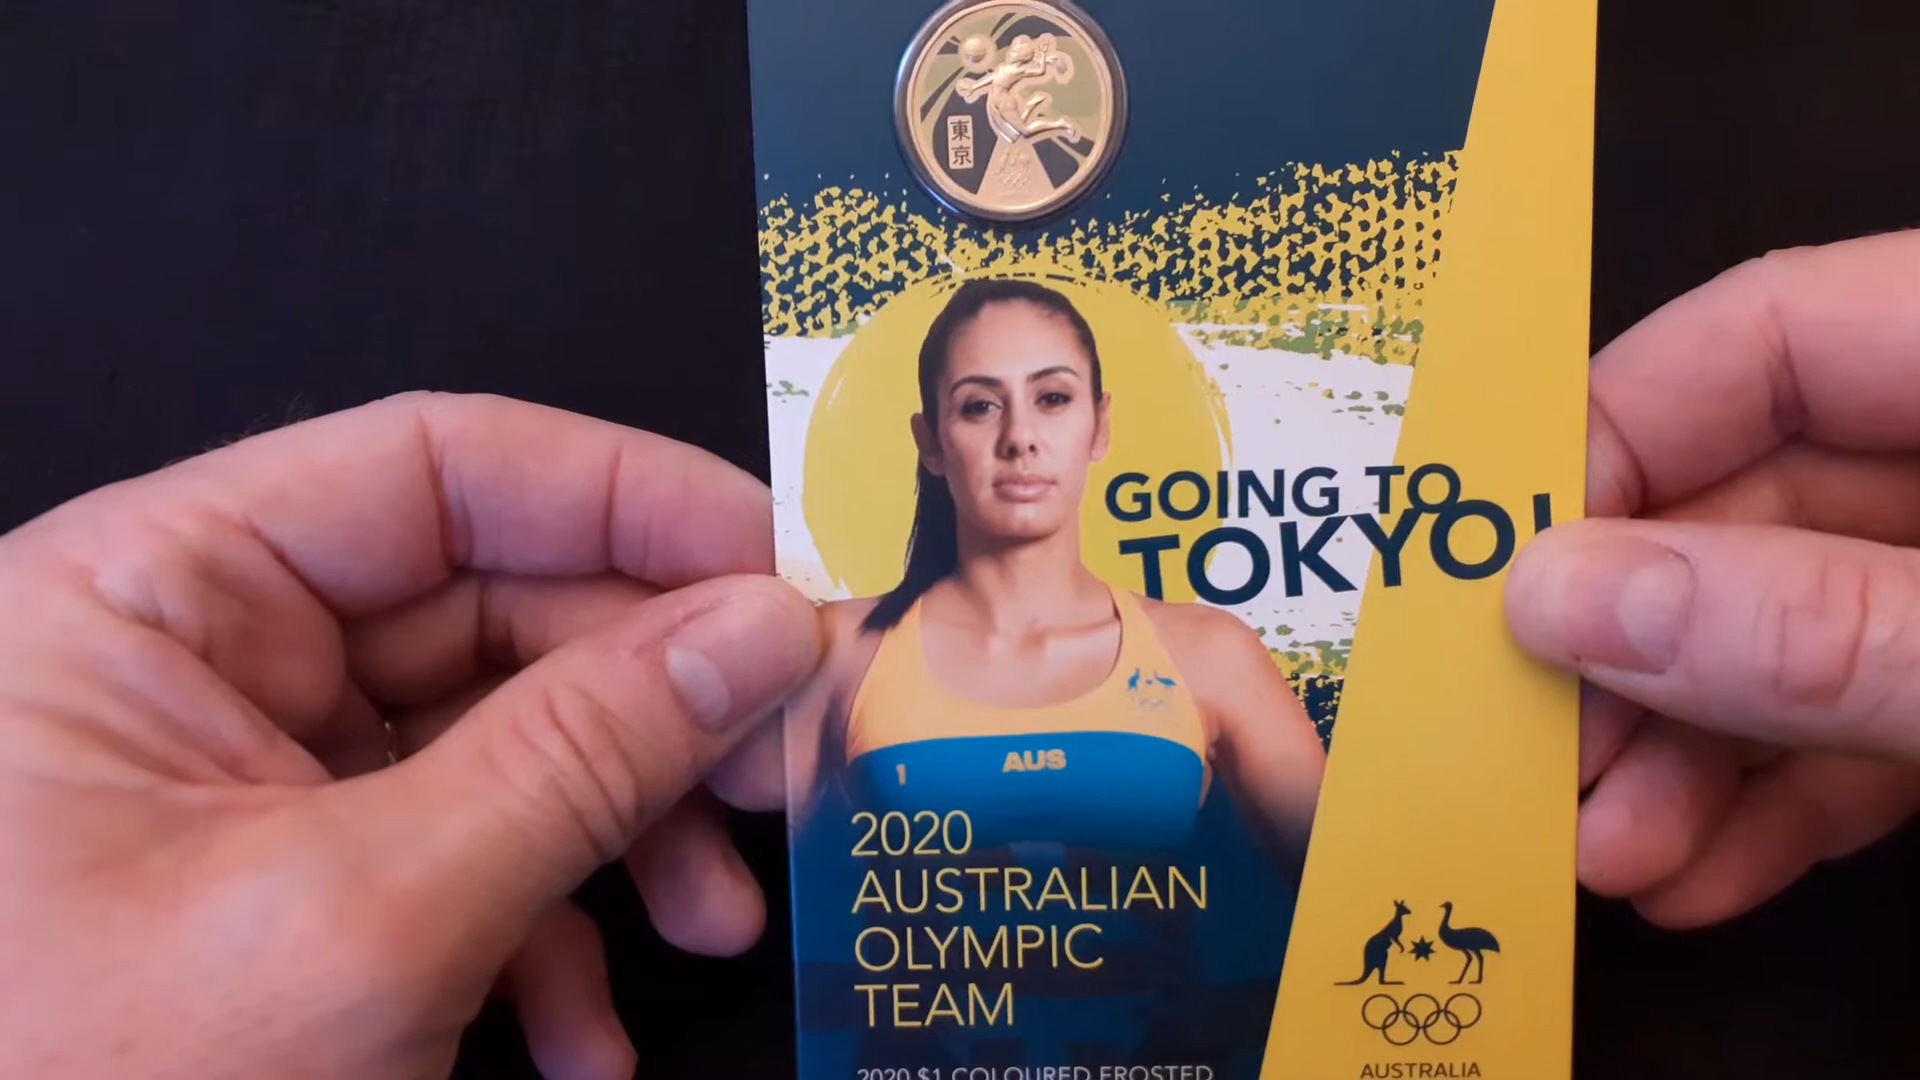 東
京
GOING TO
TOKYO!
1
AUS
2020
AUSTRALIAN
OLYMPIC
TEAM
2020 $1 COLOURED FROSTED
AUSTRALIA